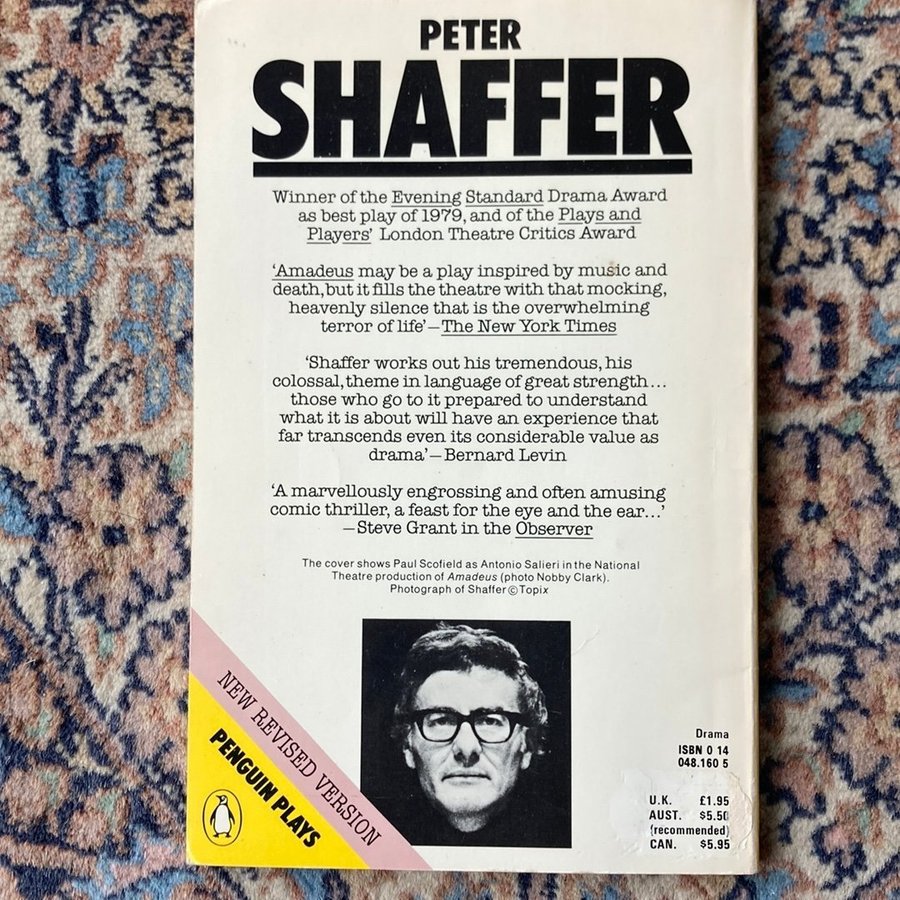 PETER
SHAFFER
Winner of the Evening Standard Drama Award
as best play of 1979, and of the Plays and
Players' London Theatre Critics Award
'Amadeus may be a play inspired by music and
death, but it fills the theatre with that mocking,
heavenly silence that is the overwhelming
terror of life'—The New York Times
'Shaffer works out his tremendous, his
colossal, theme in language of great strength...
those who go to it prepared to understand
what it is about will have an experience that
far transcends even its considerable value as
drama'—Bernard Levin
'A marvellously engrossing and often amusing
comic thriller, a feast for the eye and the ear...'
—Steve Grant in the Observer
The cover shows Paul Scofield as Antonio Salieri in the National
Theatre production of Amadeus (photo Nobby Clark).
Photograph of Shaffer © Topix
NEW REVISED VERSION
PENGUIN PLAYS
Drama
ISBN 0 14
048.160 5
U.K. £1.95
AUST. $5.50
(recommended)
CAN. $5.95